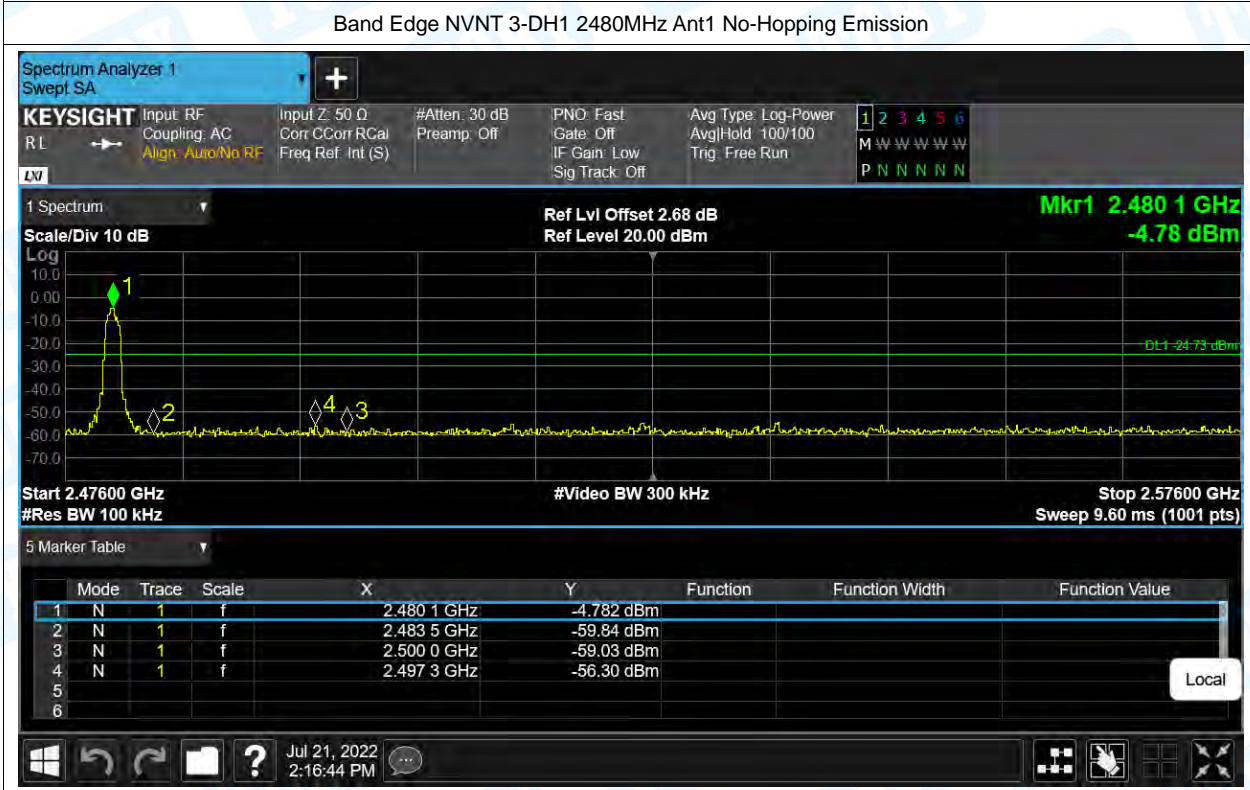 Band Edge NVNT 3-DH1 2480MHz Ant1 No-Hopping Emission
Spectrum Analyzer 1
Swept SA
+
KEYSIGHT
RL
LXI
Input: RF
Coupling: AC
Align: Auto/No RF
Input Z: 50 Ω
Corr CCorr RCal
Freq Ref: Int (S)
#Atten: 30 dB
Preamp: Off
PNO: Fast
Gate: Off
IF Gain: Low
Sig Track: Off
Avg Type: Log-Power
Avg|Hold: 100/100
Trig: Free Run
1 2 3 4 5 6
M W W W W W
P N N N N N
1 Spectrum
Scale/Div 10 dB
Ref Lvl Offset 2.68 dB
Ref Level 20.00 dBm
Mkr1 2.480 1 GHz
-4.78 dBm
Log
10.0
0.00
-10.0
-20.0
-30.0
-40.0
-50.0
-60.0
-70.0
1
2
4
3
DL1 -24.73 dBm
Start 2.47600 GHz
#Res BW 100 kHz
#Video BW 300 kHz
Stop 2.57600 GHz
Sweep 9.60 ms (1001 pts)
5 Marker Table
Mode Trace Scale X Y Function Function Width Function Value
1 N 1 f 2.480 1 GHz -4.782 dBm
2 N 1 f 2.483 5 GHz -59.84 dBm
3 N 1 f 2.500 0 GHz -59.03 dBm
4 N 1 f 2.497 3 GHz -56.30 dBm
5
6
Local
?
Jul 21, 2022
2:16:44 PM